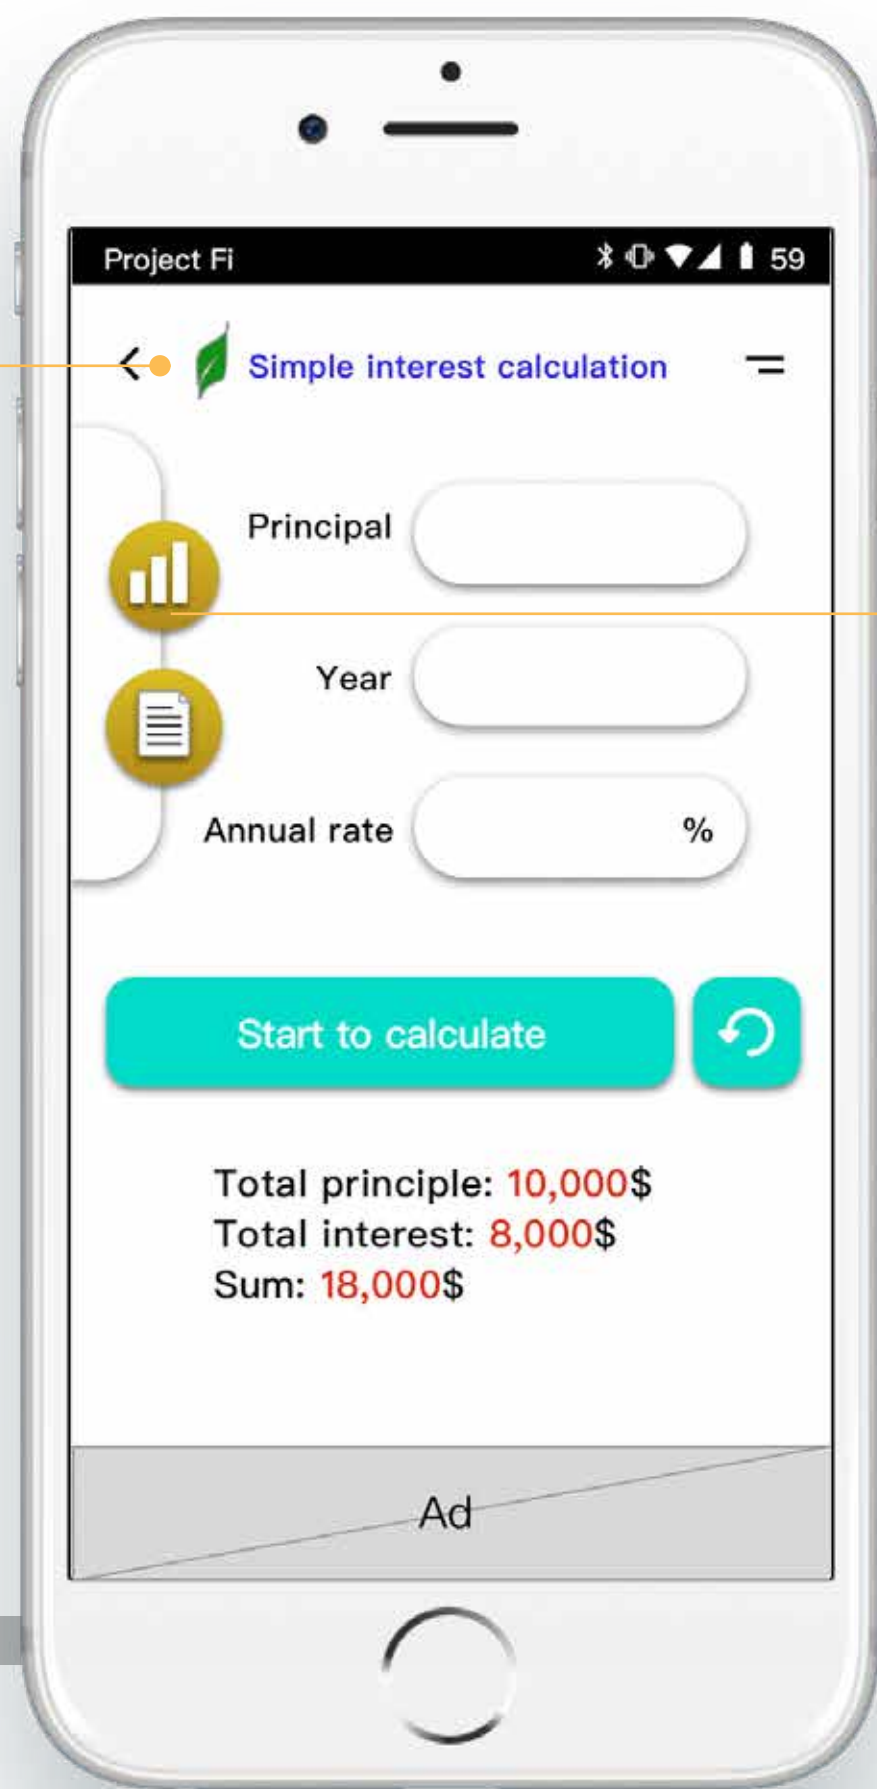 Project Fi 59
Simple interest calculation
Principal
Year
Annual rate %
Start to calculate
Total principle: 10,000$
Total interest: 8,000$
Sum: 18,000$
Ad